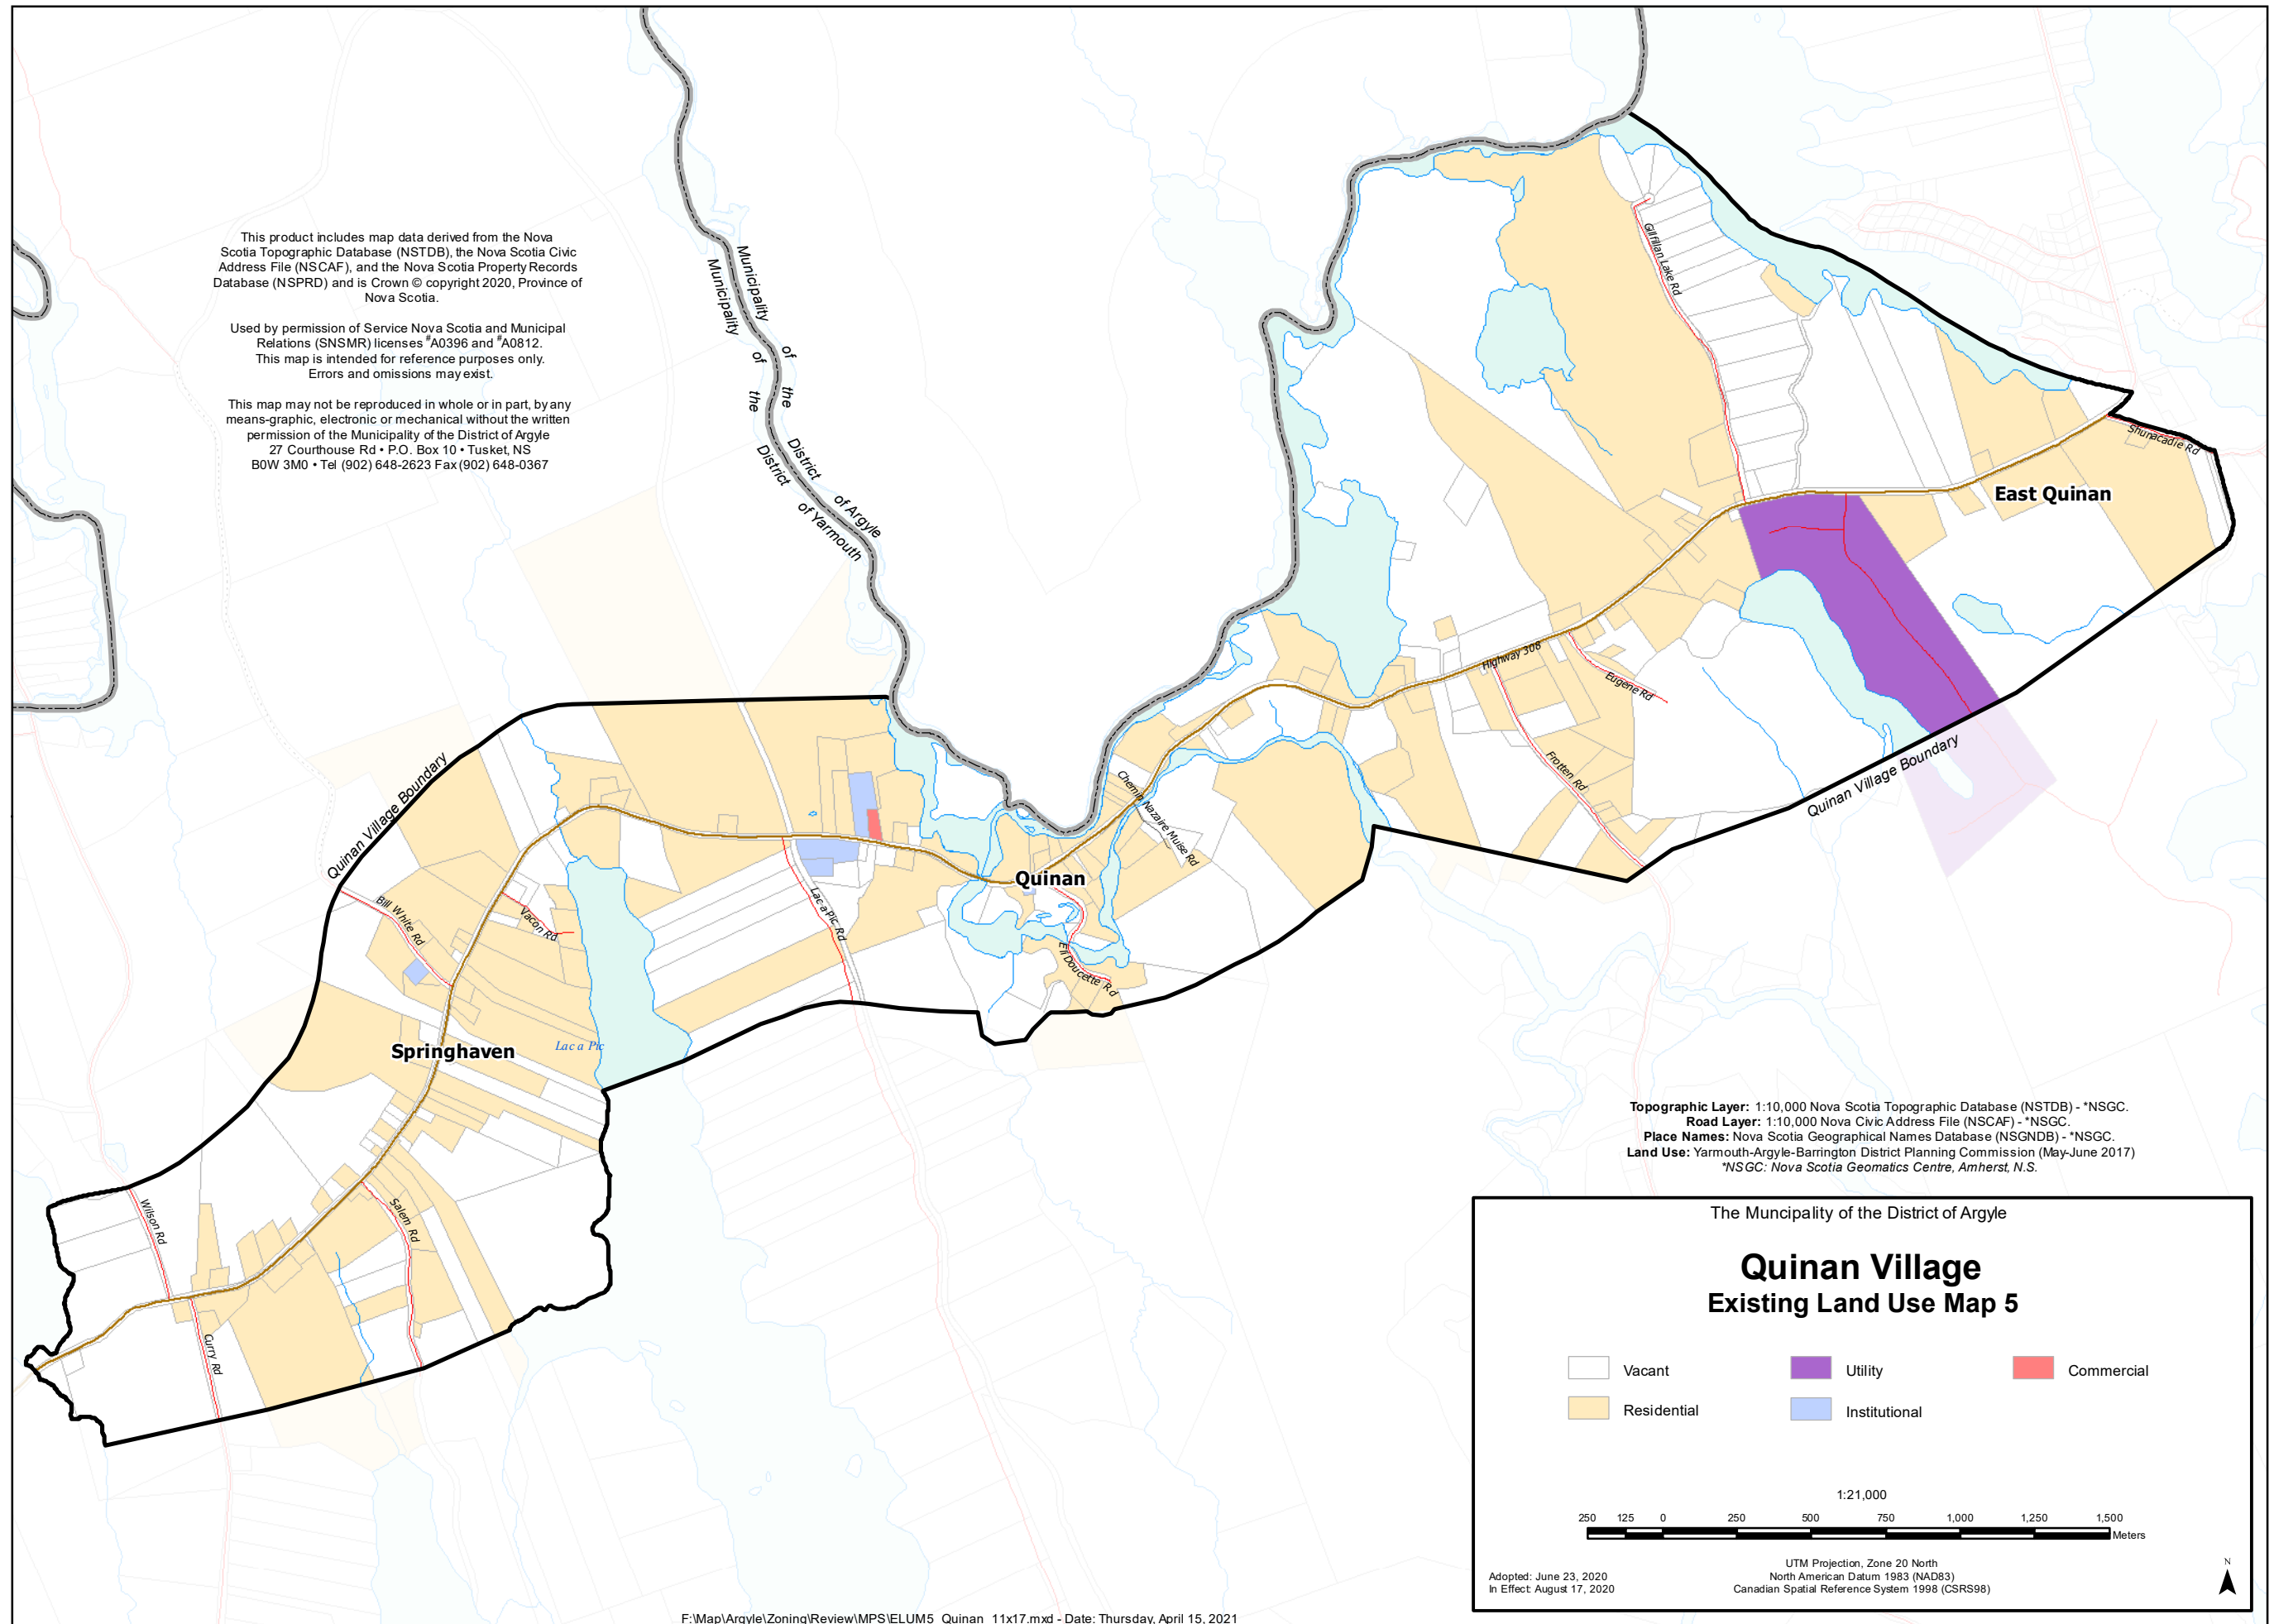 This product includes map data derived from the Nova
Scotia Topographic Database (NSTDB), the Nova Scotia Civic
Address File (NSCAF), and the Nova Scotia Property Records
Database (NSPRD) and is Crown © copyright 2020, Province of
Nova Scotia.
Used by permission of Service Nova Scotia and Municipal
Relations (SNSMR) licenses #A0396 and #A0812.
This map is intended for reference purposes only.
Errors and omissions may exist.
This map may not be reproduced in whole or in part, by any
means-graphic, electronic or mechanical without the written
permission of the Municipality of the District of Argyle
27 Courthouse Rd • P.O. Box 10 • Tusket, NS
B0W 3M0 • Tel (902) 648-2623 Fax (902) 648-0367
Municipality of the District of Argyle
Municipality of the District of Yarmouth
Gilfillan Lake Rd
Shunacadie Rd
East Quinan
Highway 308
Eugene Rd
Frotten Rd
Quinan Village Boundary
Chemin Nazaire Muise Rd
Quinan
Eli Doucette Rd
Lac a Pic Rd
Quinan Village Boundary
Bill White Rd
Vacon Rd
Springhaven
Lac a Pic
Wilson Rd
Salem Rd
Curry Rd
Topographic Layer: 1:10,000 Nova Scotia Topographic Database (NSTDB) - *NSGC.
Road Layer: 1:10,000 Nova Civic Address File (NSCAF) - *NSGC.
Place Names: Nova Scotia Geographical Names Database (NSGNDB) - *NSGC.
Land Use: Yarmouth-Argyle-Barrington District Planning Commission (May-June 2017)
*NSGC: Nova Scotia Geomatics Centre, Amherst, N.S.
The Muncipality of the District of Argyle
Quinan Village
Existing Land Use Map 5
Vacant
Utility
Commercial
Residential
Institutional
1:21,000
250 125 0 250 500 750 1,000 1,250 1,500
Meters
UTM Projection, Zone 20 North
North American Datum 1983 (NAD83)
Canadian Spatial Reference System 1998 (CSRS98)
Adopted: June 23, 2020
In Effect: August 17, 2020
N
F:\Map\Argyle\Zoning\Review\MPS\ELUM5_Quinan_11x17.mxd - Date: Thursday, April 15, 2021